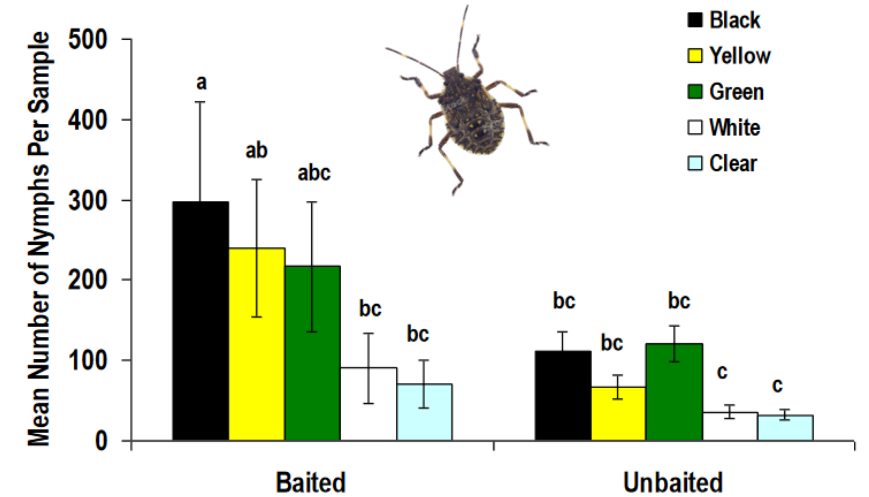 Mean Number of Nymphs Per Sample
500
400
300
200
100
0
a
ab
abc
bc
bc
bc
bc
bc
c
c
Black
Yellow
Green
White
Clear
Baited
Unbaited